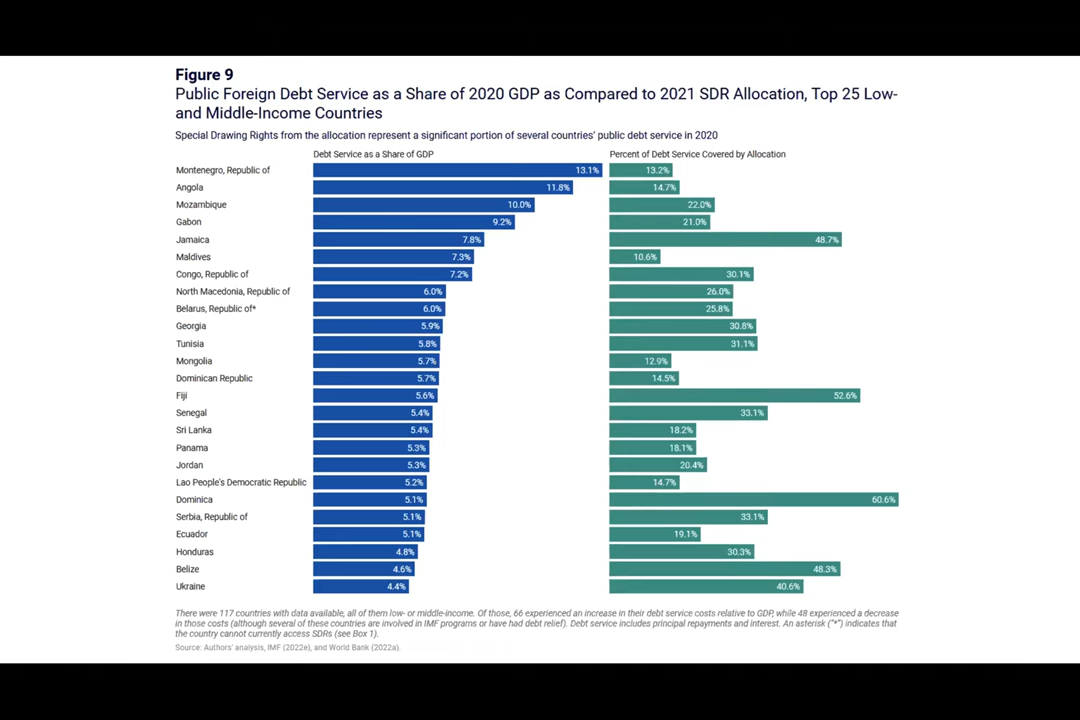 Figure 9
Public Foreign Debt Service as a Share of 2020 GDP as Compared to 2021 SDR Allocation, Top 25 Low-
and Middle-Income Countries
Special Drawing Rights from the allocation represent a significant portion of several countries' public debt service in 2020
Debt Service as a Share of GDP Percent of Debt Service Covered by Allocation
Montenegro, Republic of 13.1% 13.2%
Angola 11.8% 14.7%
Mozambique 10.0% 22.0%
Gabon 9.2% 21.0%
Jamaica 7.8% 48.7%
Maldives 7.3% 10.6%
Congo, Republic of 7.2% 30.1%
North Macedonia, Republic of 6.0% 26.0%
Belarus, Republic of* 6.0% 25.8%
Georgia 5.9% 30.8%
Tunisia 5.8% 31.1%
Mongolia 5.7% 12.9%
Dominican Republic 5.7% 14.5%
Fiji 5.6% 52.6%
Senegal 5.4% 33.1%
Sri Lanka 5.4% 18.2%
Panama 5.3% 18.1%
Jordan 5.3% 20.4%
Lao People's Democratic Republic 5.2% 14.7%
Dominica 5.1% 60.6%
Serbia, Republic of 5.1% 33.1%
Ecuador 5.1% 19.1%
Honduras 4.8% 30.3%
Belize 4.6% 48.3%
Ukraine 4.4% 40.6%
There were 117 countries with data available, all of them low- or middle-income. Of those, 66 experienced an increase in their debt service costs relative to GDP, while 48 experienced a decrease
in those costs (although several of these countries are involved in IMF programs or have had debt relief). Debt service includes principal repayments and interest. An asterisk ("*") indicates that
the country cannot currently access SDRs (see Box 1).
Source: Authors' analysis, IMF (2022e), and World Bank (2022a).